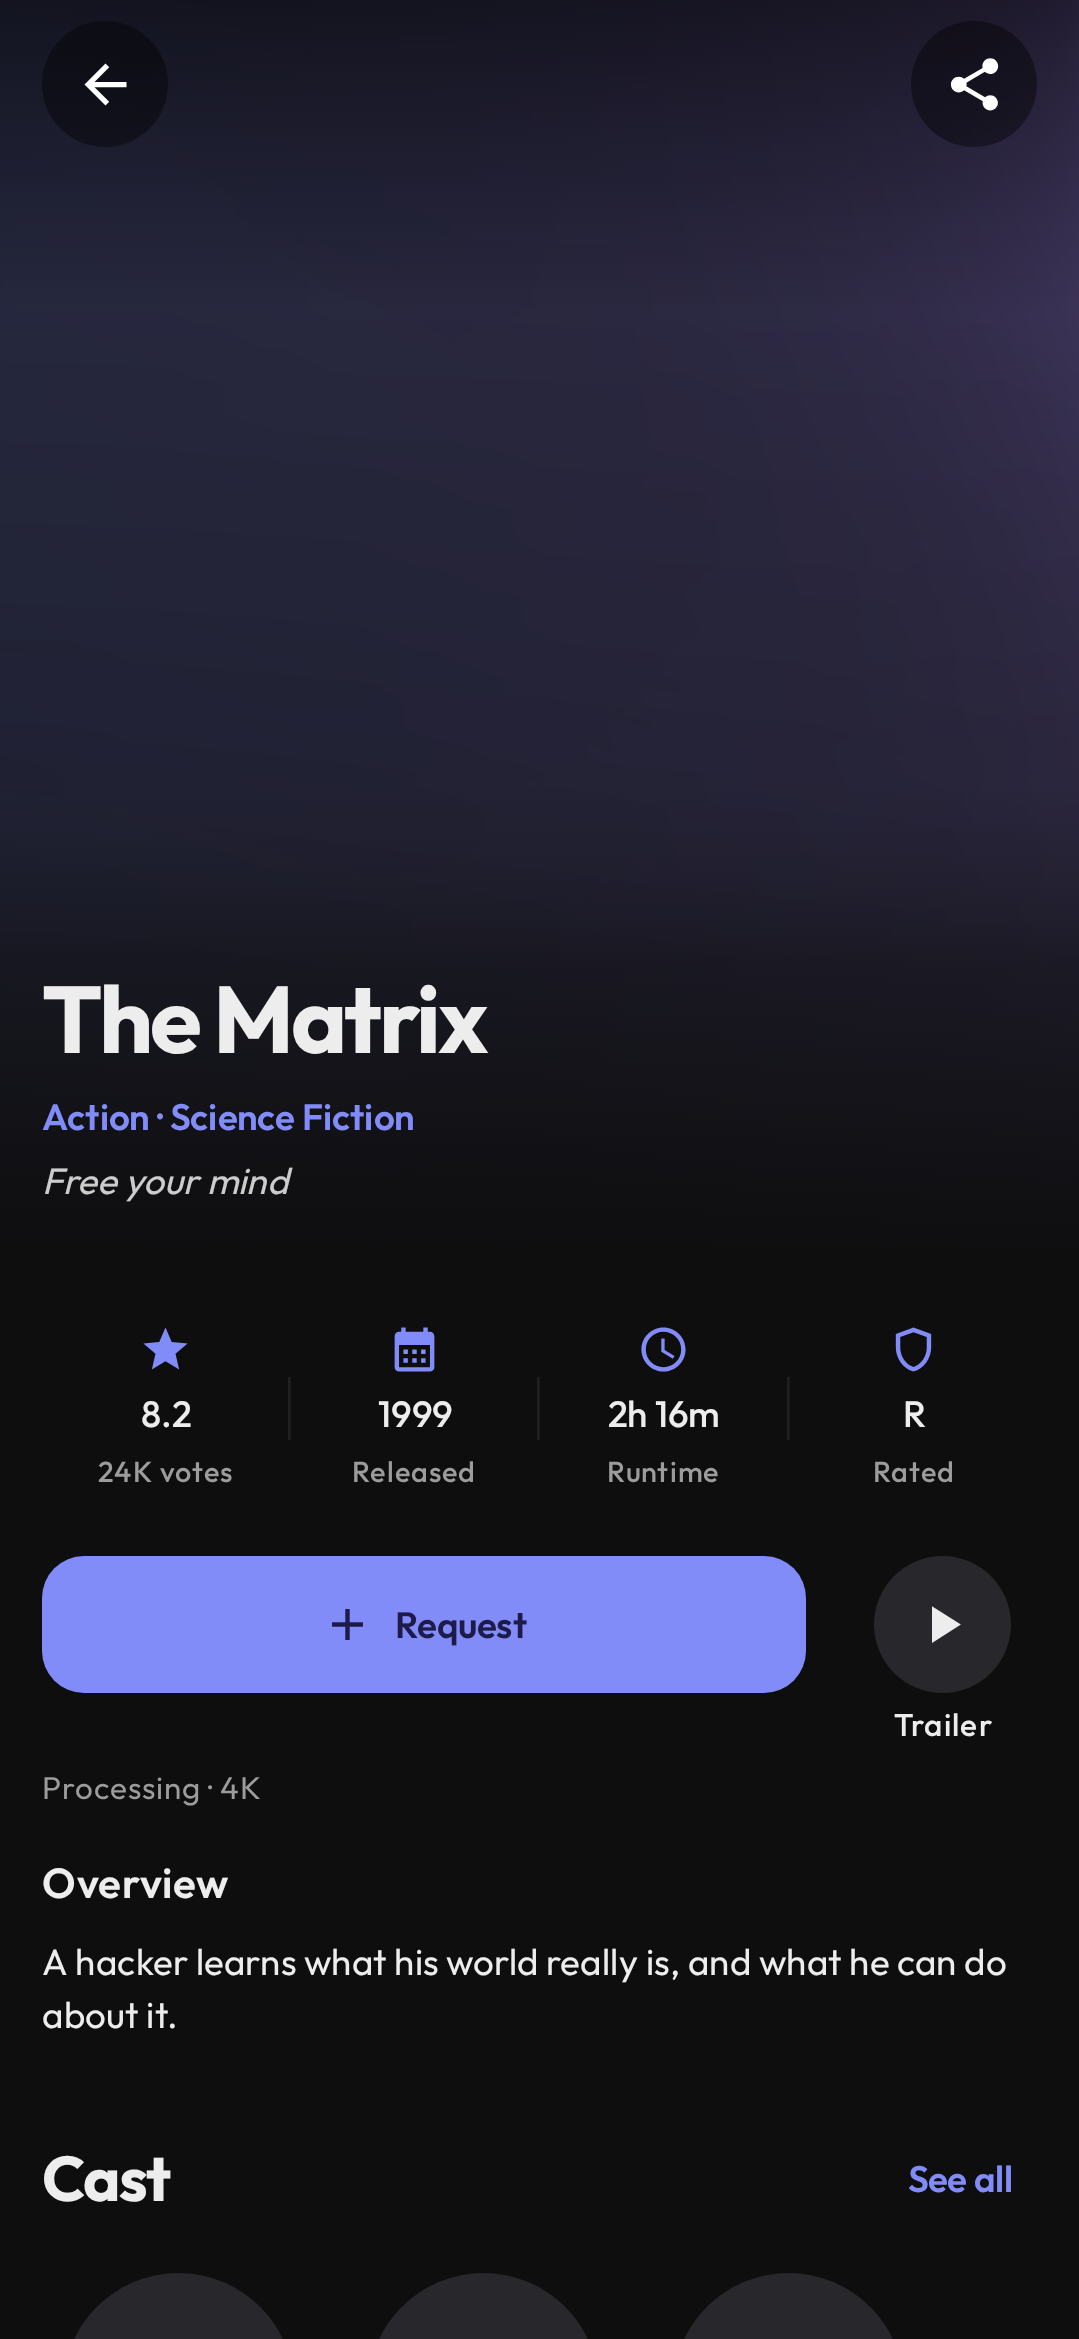 The Matrix
Action · Science Fiction
Free your mind
8.2
24K votes
1999
Released
2h 16m
Runtime
R
Rated
Request
Trailer
Processing · 4K
Overview
A hacker learns what his world really is, and what he can do
about it.
Cast
See all